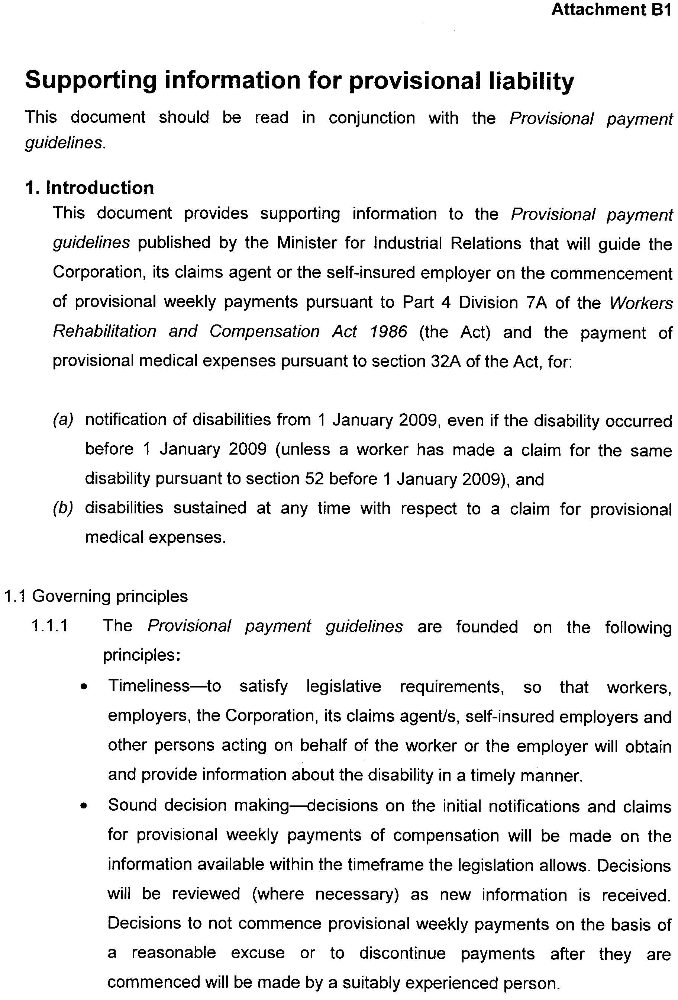 Attachment B1
Supporting information for provisional liability
This document should be read in conjunction with the Provisional payment
guidelines.
1. Introduction
This document provides supporting information to the Provisional payment
guidelines published by the Minister for Industrial Relations that will guide the
Corporation, its claims agent or the self-insured employer on the commencement
of provisional weekly payments pursuant to Part 4 Division 7A of the Workers
Rehabilitation and Compensation Act 1986 (the Act) and the payment of
provisional medical expenses pursuant to section 32A of the Act, for:
(a) notification of disabilities from 1 January 2009, even if the disability occurred
before 1 January 2009 (unless a worker has made a claim for the same
disability pursuant to section 52 before 1 January 2009), and
(b) disabilities sustained at any time with respect to a claim for provisional
medical expenses.
1.1 Governing principles
1.1.1 The Provisional payment guidelines are founded on the following
principles:
• Timeliness—to satisfy legislative requirements, so that workers,
employers, the Corporation, its claims agent/s, self-insured employers and
other persons acting on behalf of the worker or the employer will obtain
and provide information about the disability in a timely manner.
• Sound decision making—decisions on the initial notifications and claims
for provisional weekly payments of compensation will be made on the
information available within the timeframe the legislation allows. Decisions
will be reviewed (where necessary) as new information is received.
Decisions to not commence provisional weekly payments on the basis of
a reasonable excuse or to discontinue payments after they are
commenced will be made by a suitably experienced person.